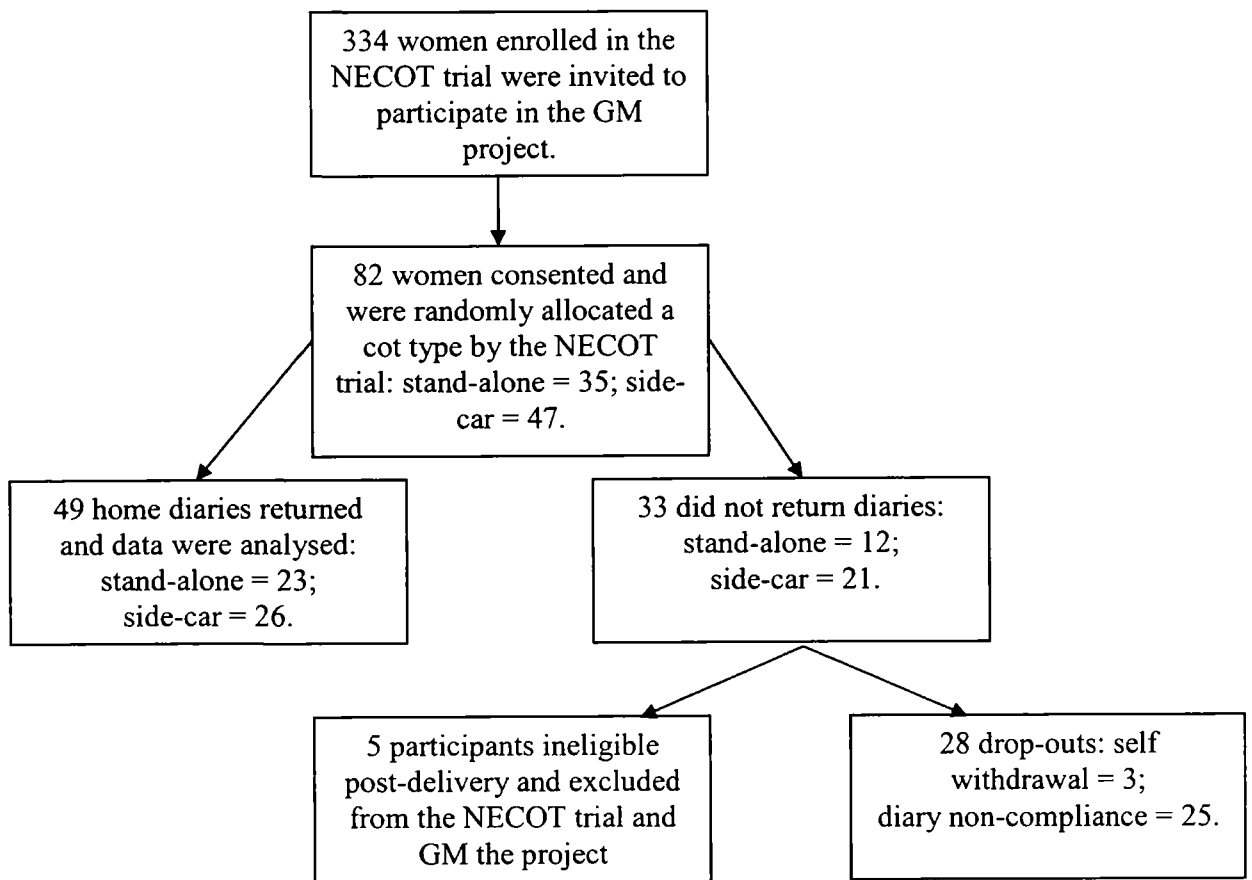 334 women enrolled in the
NECOT trial were invited to
participate in the GM
project.
82 women consented and
were randomly allocated a
cot type by the NECOT
trial: stand-alone = 35; side-
car = 47.
49 home diaries returned
and data were analysed:
stand-alone = 23;
side-car = 26.
33 did not return diaries:
stand-alone = 12;
side-car = 21.
5 participants ineligible
post-delivery and excluded
from the NECOT trial and
GM the project
28 drop-outs: self
withdrawal = 3;
diary non-compliance = 25.